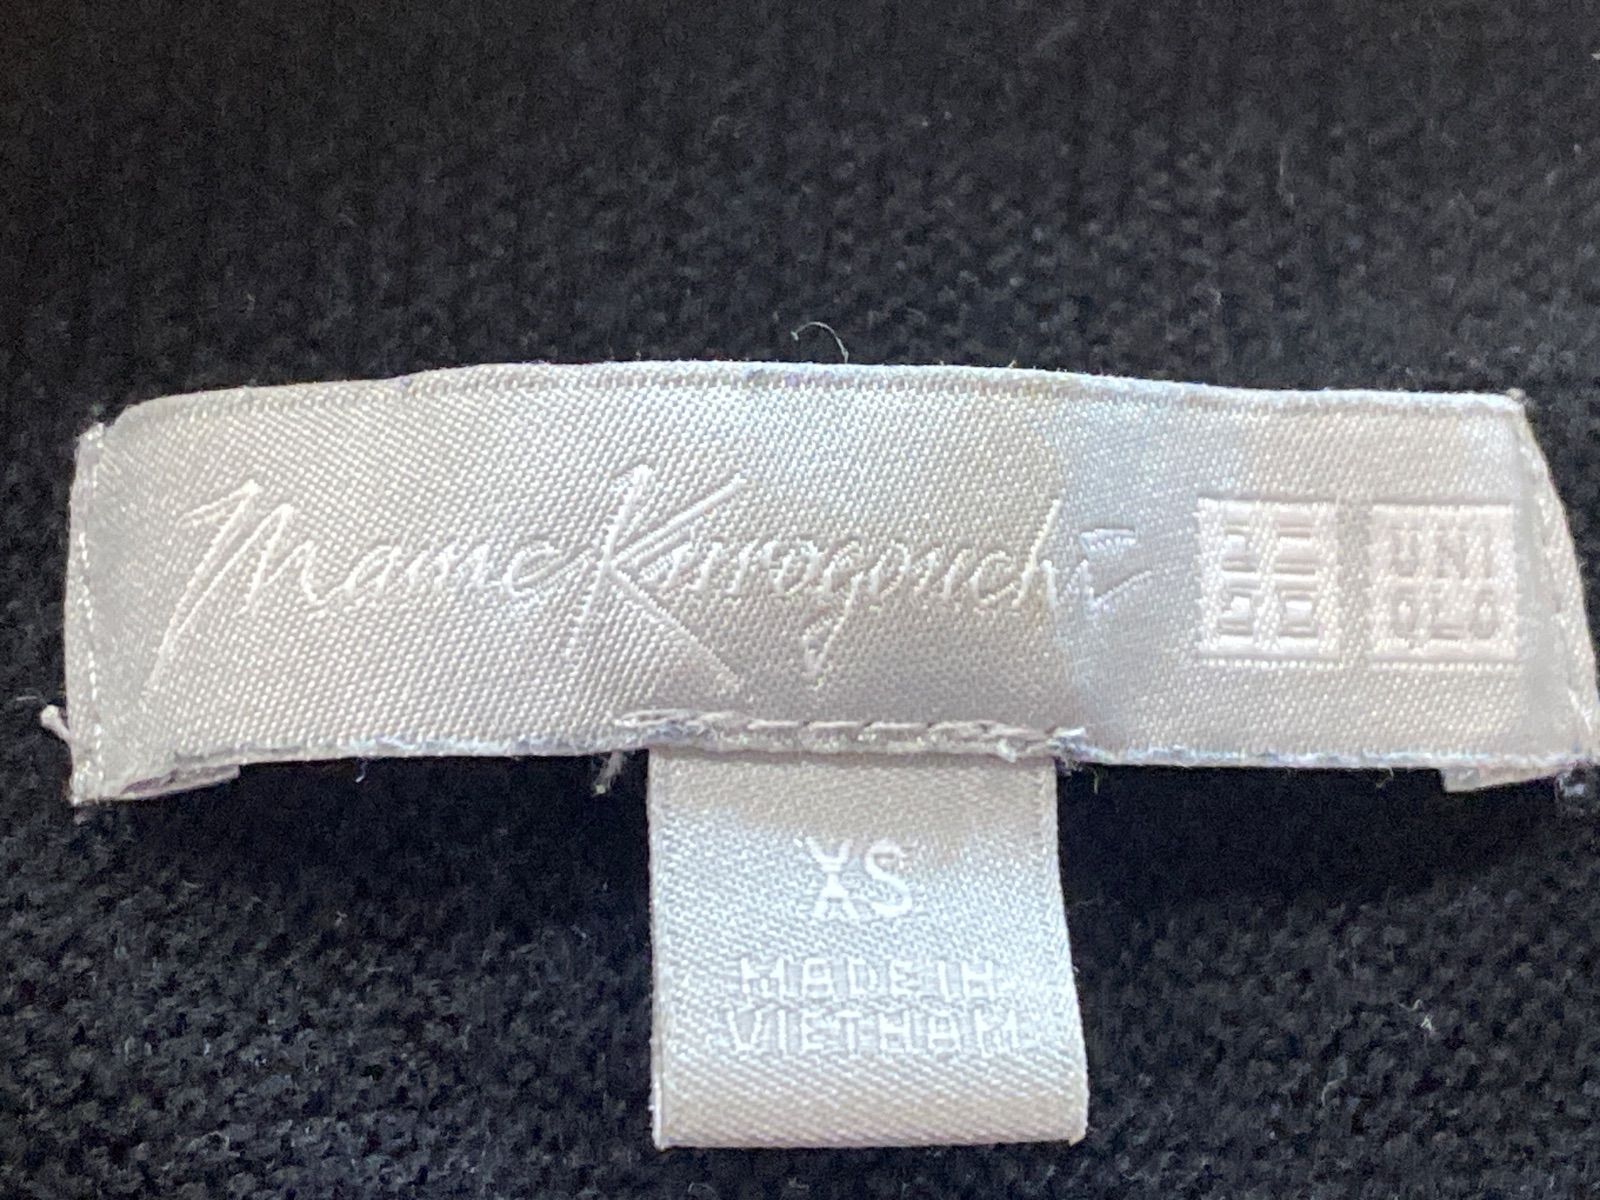 Mame Kurogouchi
ユニ
クロ
UNI
QLO
XS
MADE IN
VIETNAM